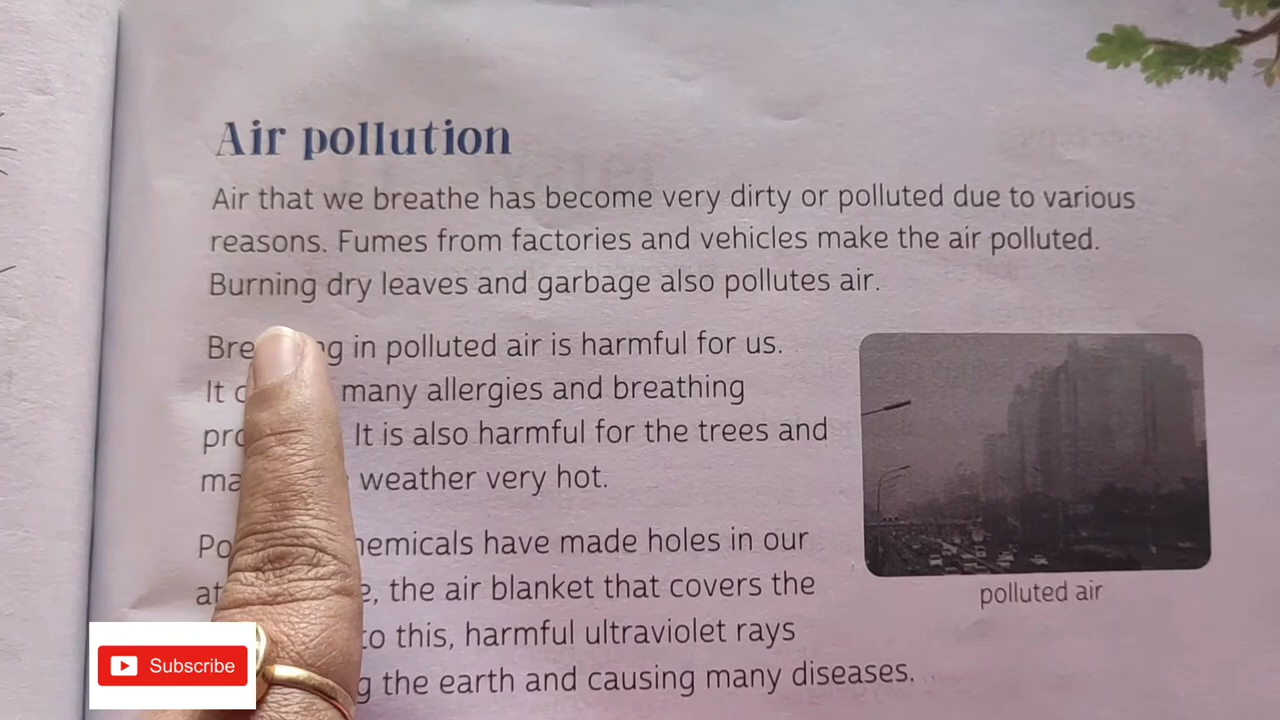 Air pollution
Air that we breathe has become very dirty or polluted due to various
reasons. Fumes from factories and vehicles make the air polluted.
Burning dry leaves and garbage also pollutes air.
in polluted air is harmful for us.
It many allergies and breathing
It is also harmful for the trees and
weather very hot.
have made holes in our
the air blanket that covers the
to this, harmful ultraviolet rays
the earth and causing many diseases.
polluted air
Subscribe